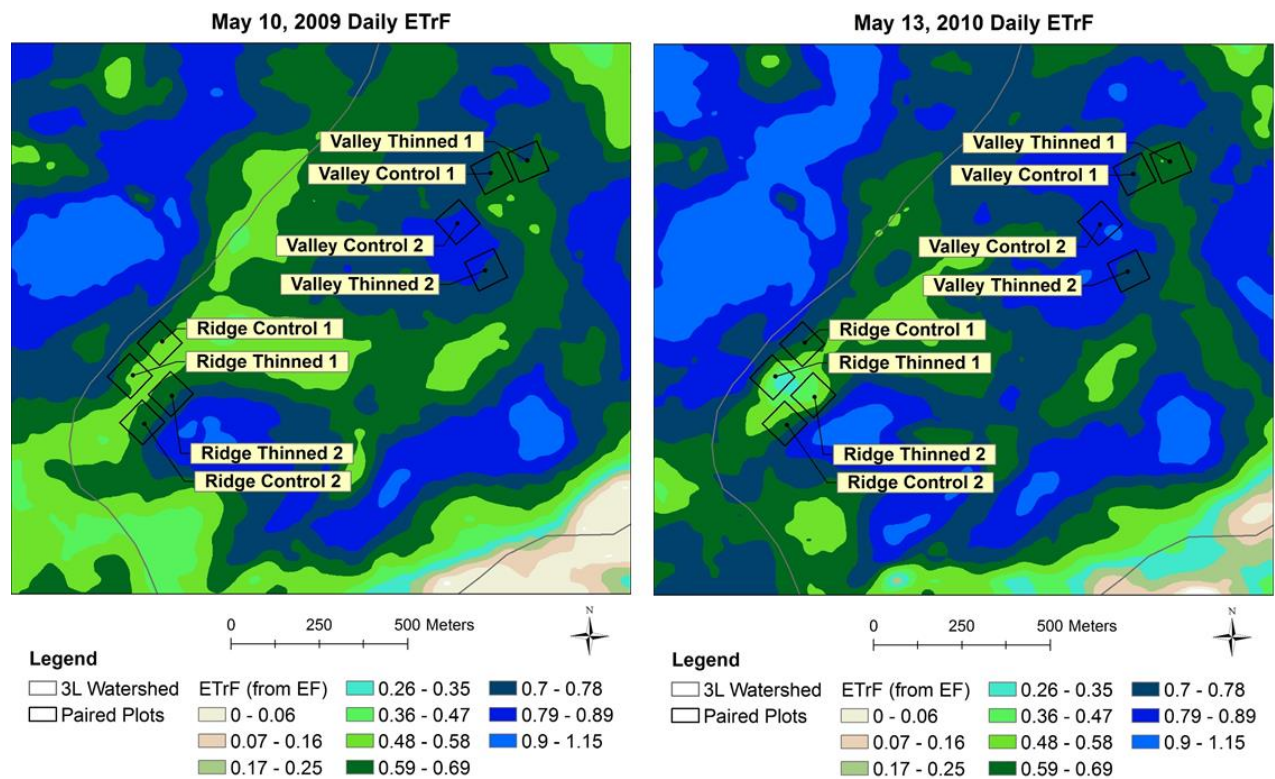 May 10, 2009 Daily ETrF
Valley Thinned 1
Valley Control 1
Valley Control 2
Valley Thinned 2
Ridge Control 1
Ridge Thinned 1
Ridge Thinned 2
Ridge Control 2
0 250 500 Meters
N
Legend
3L Watershed
Paired Plots
ETrF (from EF)
0 - 0.06
0.07 - 0.16
0.17 - 0.25
0.26 - 0.35
0.36 - 0.47
0.48 - 0.58
0.59 - 0.69
0.7 - 0.78
0.79 - 0.89
0.9 - 1.15
May 13, 2010 Daily ETrF
Valley Thinned 1
Valley Control 1
Valley Control 2
Valley Thinned 2
Ridge Control 1
Ridge Thinned 1
Ridge Thinned 2
Ridge Control 2
0 250 500 Meters
N
Legend
3L Watershed
Paired Plots
ETrF (from EF)
0 - 0.06
0.07 - 0.16
0.17 - 0.25
0.26 - 0.35
0.36 - 0.47
0.48 - 0.58
0.59 - 0.69
0.7 - 0.78
0.79 - 0.89
0.9 - 1.15